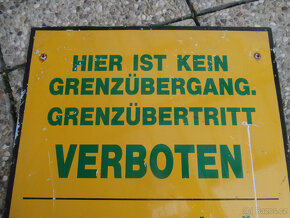 HIER IST KEIN
GRENZÜBERGANG.
GRENZÜBERTRITT
VERBOTEN